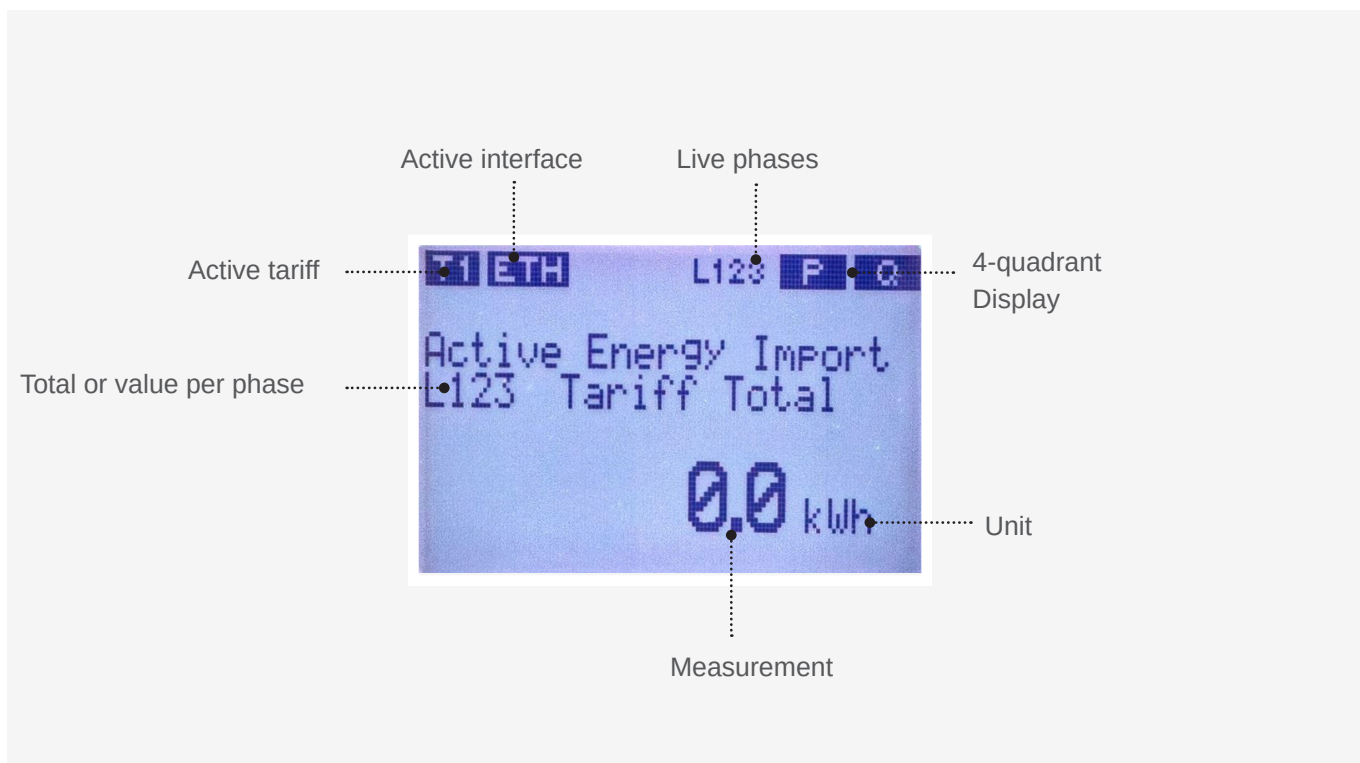 Active interface
Live phases
Active tariff
4-quadrant
Display
T1 ETH L123 P Q
Active Energy Import
Total or value per phase
L123 Tariff Total
0.0 kWh
Unit
Measurement